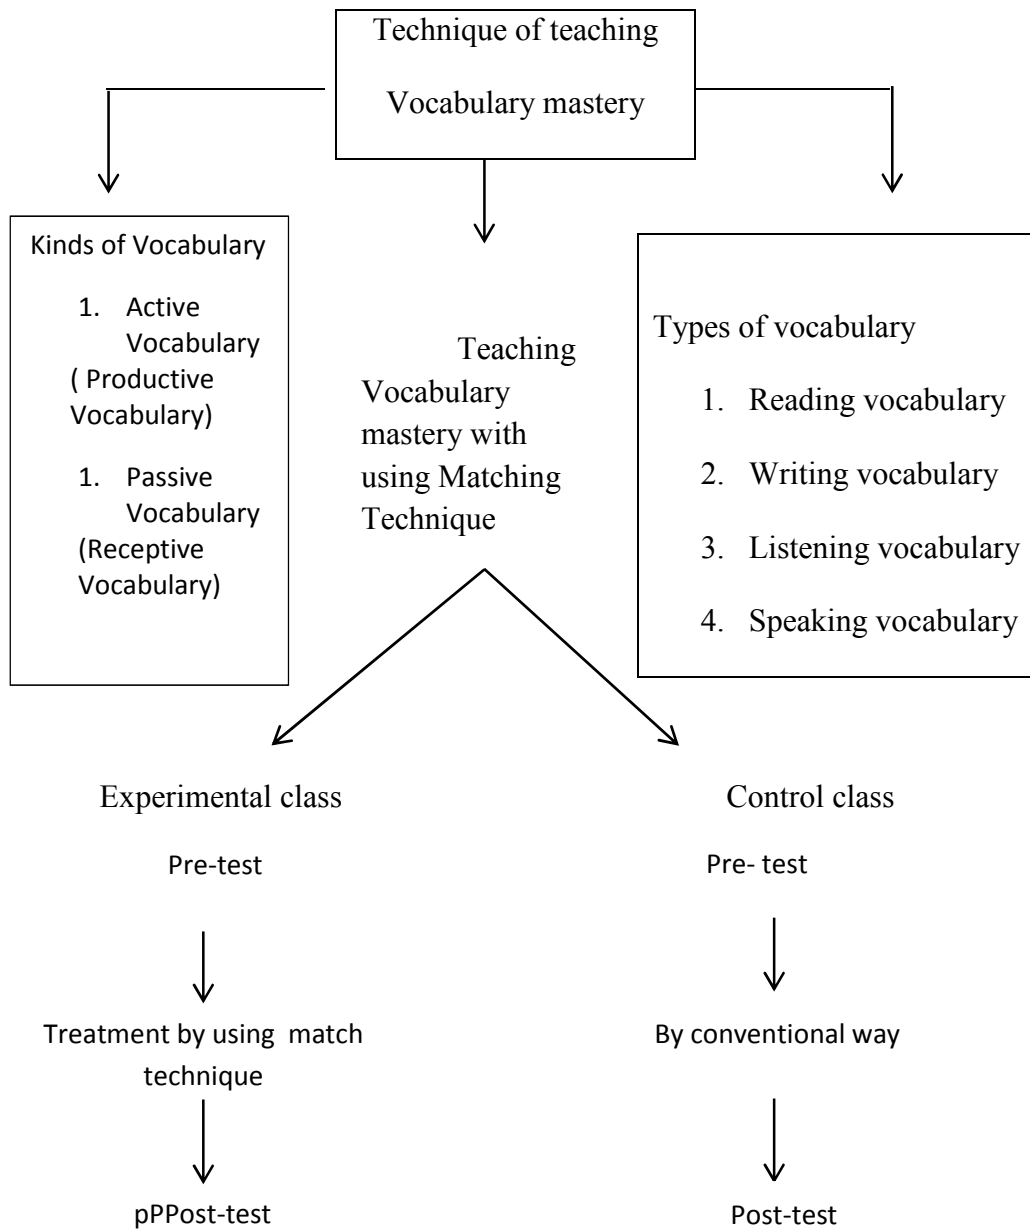 Technique of teaching
Vocabulary mastery
Kinds of Vocabulary
1. Active
Vocabulary
( Productive
Vocabulary)
1. Passive
Vocabulary
(Receptive
Vocabulary)
Teaching
Vocabulary
mastery with
using Matching
Technique
Types of vocabulary
1. Reading vocabulary
2. Writing vocabulary
3. Listening vocabulary
4. Speaking vocabulary
Experimental class
Pre-test
Treatment by using match
technique
pPPost-test
Control class
Pre- test
By conventional way
Post-test